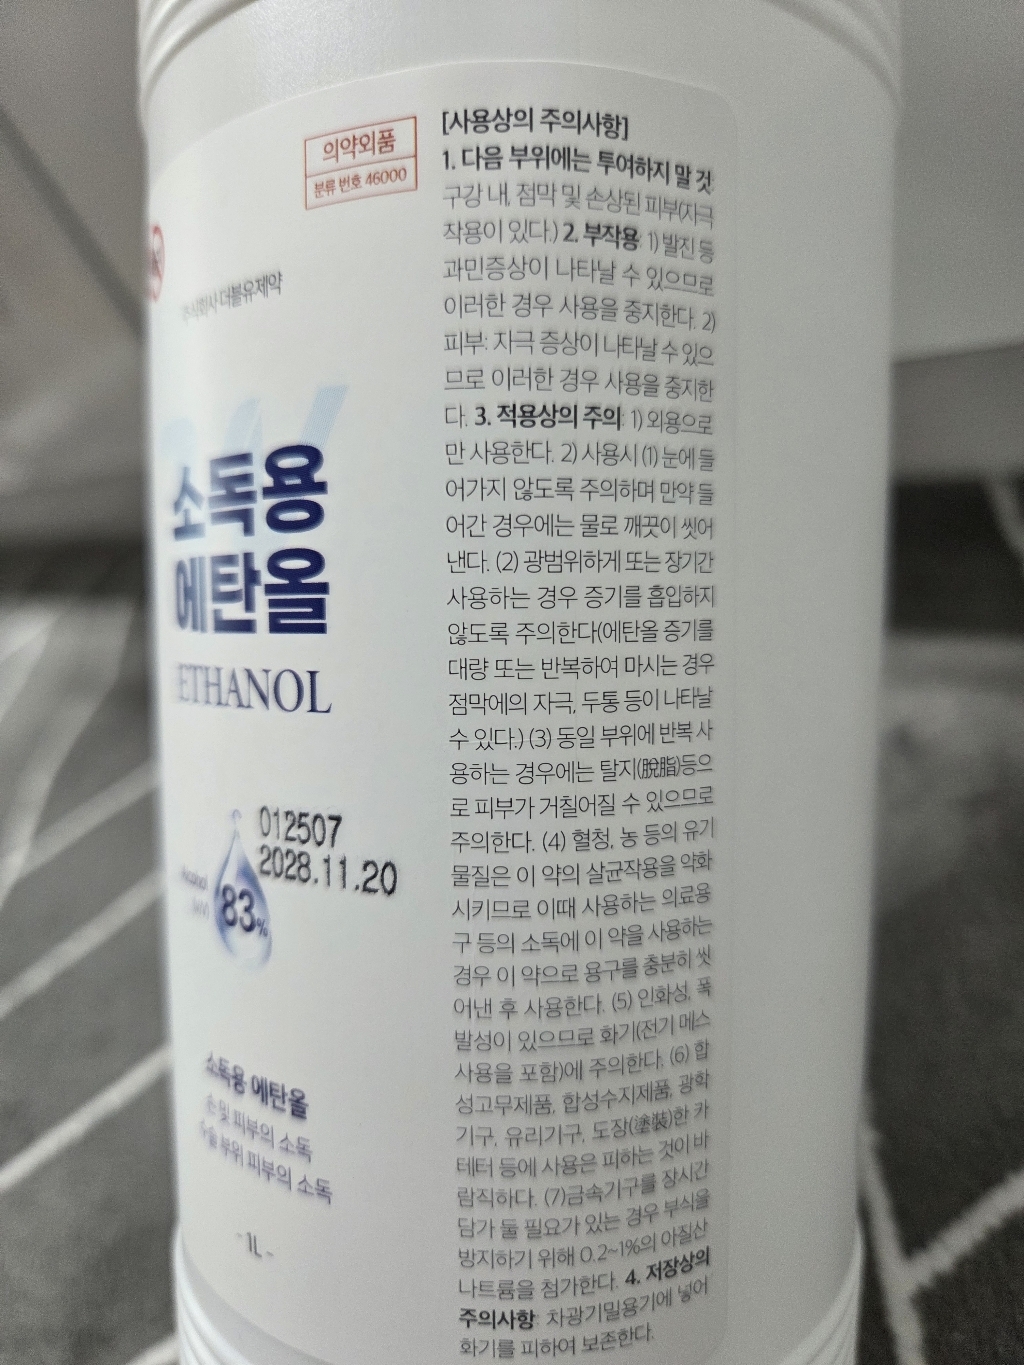 의약외품
분류 번호 46000
주식회사 더블유제약
소독용
에탄올
ETHANOL
012507
2028.11.20
Alcohol
83%
소독용 에탄올
손 및 피부의 소독
수술 부위 피부의 소독
- 1L -
[사용상의 주의사항]
1. 다음 부위에는 투여하지 말 것:
구강 내, 점막 및 손상된 피부(자극
작용이 있다.) 2. 부작용: 1) 발진 등
과민증상이 나타날 수 있으므로
이러한 경우 사용을 중지한다. 2)
피부: 자극 증상이 나타날 수 있으
므로 이러한 경우 사용을 중지한
다. 3. 적용상의 주의: 1) 외용으로
만 사용한다. 2) 사용시 (1) 눈에 들
어가지 않도록 주의하며 만약 들
어간 경우에는 물로 깨끗이 씻어
낸다. (2) 광범위하게 또는 장기간
사용하는 경우 증기를 흡입하지
않도록 주의한다(에탄올 증기를
대량 또는 반복하여 마시는 경우
점막에의 자극, 두통 등이 나타날
수 있다.) (3) 동일 부위에 반복 사
용하는 경우에는 탈지(脫脂)등으
로 피부가 거칠어질 수 있으므로
주의한다. (4) 혈청, 농 등의 유기
물질은 이 약의 살균작용을 약화
시키므로 이때 사용하는 의료용
구 등의 소독에 이 약을 사용하는
경우 이 약으로 용구를 충분히 씻
어낸 후 사용한다. (5) 인화성, 폭
발성이 있으므로 화기(전기 메스
사용을 포함)에 주의한다. (6) 합
성고무제품, 합성수지제품, 광학
기구, 유리기구, 도장(塗裝)한 카
테터 등에 사용은 피하는 것이 바
람직하다. (7)금속기구를 장시간
담가 둘 필요가 있는 경우 부식을
방지하기 위해 0.2~1%의 아질산
나트륨을 첨가한다. 4. 저장상의
주의사항: 차광기밀용기에 넣어
화기를 피하여 보존한다.